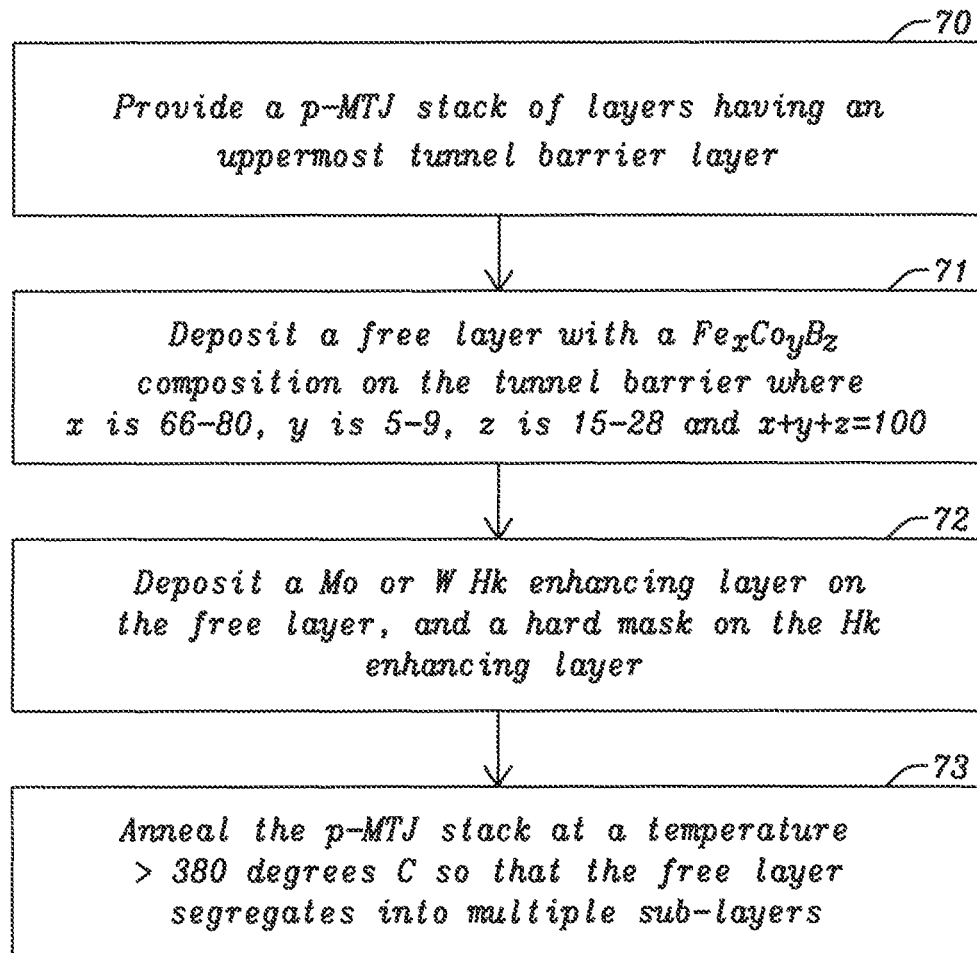 70
Provide a p-MTJ stack of layers having an
uppermost tunnel barrier layer
71
Deposit a free layer with a FexCoyBz
composition on the tunnel barrier where
x is 66-80, y is 5-9, z is 15-28 and x+y+z=100
72
Deposit a Mo or W Hk enhancing layer on
the free layer, and a hard mask on the Hk
enhancing layer
73
Anneal the p-MTJ stack at a temperature
> 380 degrees C so that the free layer
segregates into multiple sub-layers